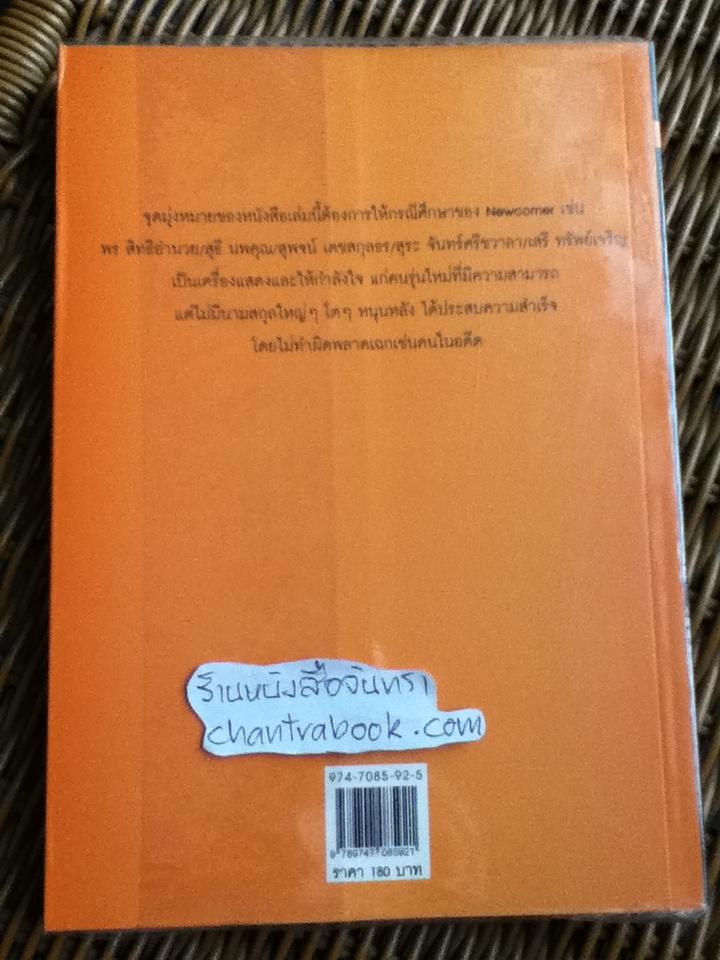 จุดมุ่งหมายของหนังสือเล่มนี้ต้องการให้กรณีศึกษาของ Newcomer เช่น
พร สิทธิอำนวย/สุธี นพคุณ/สุพจน์ เดชสกุลธร/สุระ จันทร์ศรีชวาลา/เสรี ทรัพย์เจริญ
เป็นเครื่องแสดงและให้กำลังใจ แก่คนรุ่นใหม่ที่มีความสามารถ
แต่ไม่มีนามสกุลใหญ่ๆ โตๆ หนุนหลัง ได้ประสบความสำเร็จ
โดยไม่ทำผิดพลาดเฉกเช่นคนในอดีต
ร้านหนังสือจันทรา
chantrabook.com
974-7085-92-5
9 789747 085921
ราคา 180 บาท